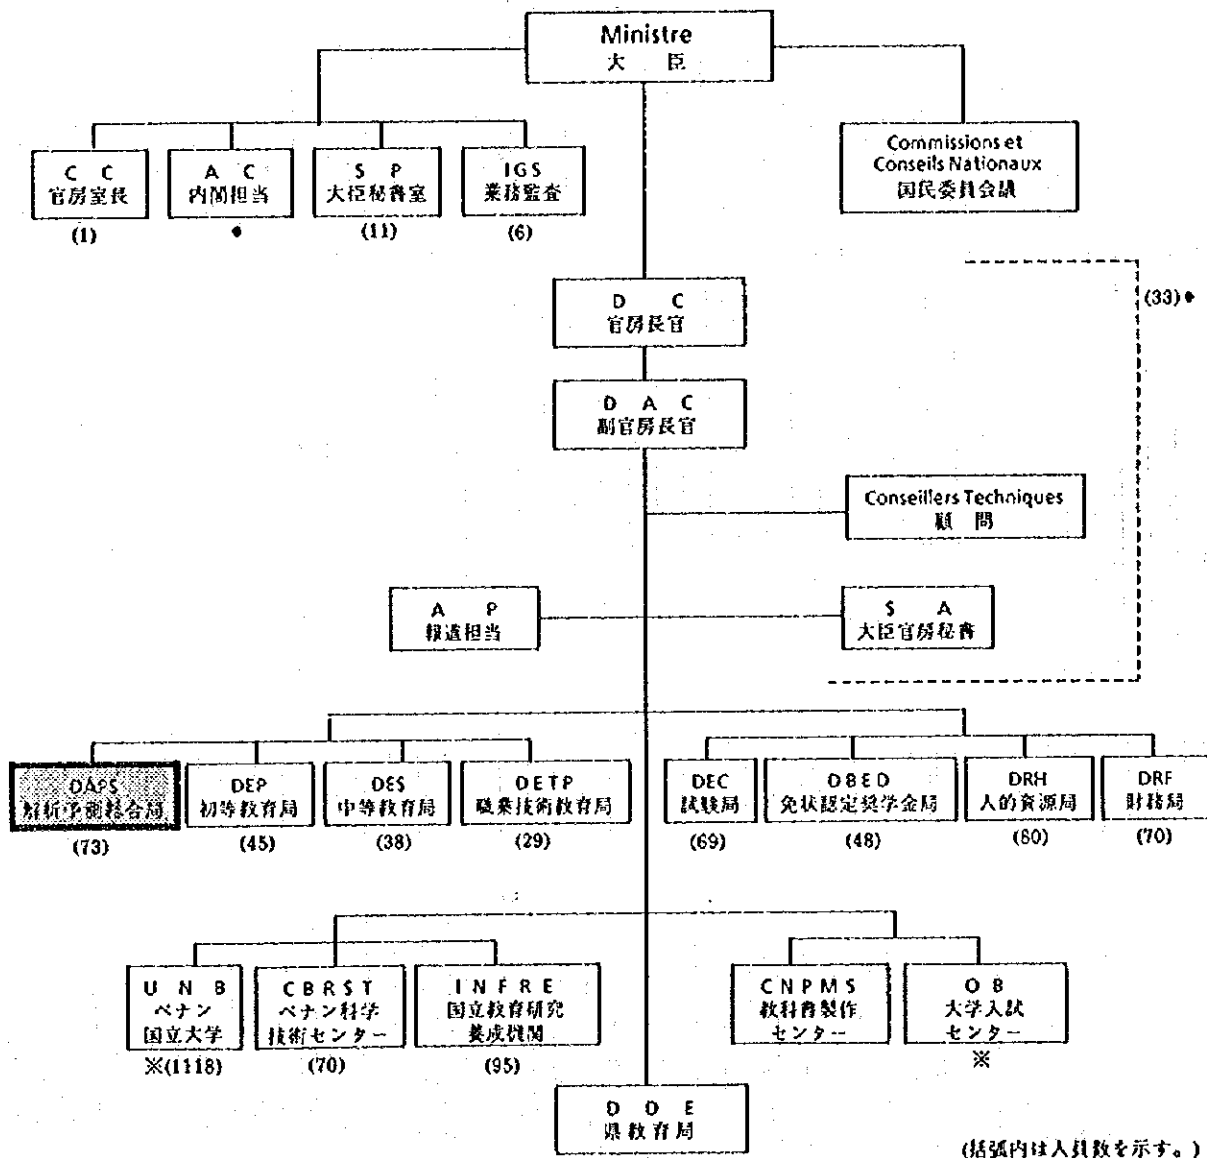 Ministre
大 臣
C C
官房室長
(1)
A C
内閣担当
S P
大臣秘書室
(11)
IGS
業務監査
(6)
Commissions et
Conseils Nationaux
国民委員会議
D C
官房長官
(33)
D A C
副官房長官
Conseillers Techniques
顧 問
A P
報道担当
S A
大臣官房秘書
DAPS
解析予測総合局
(73)
DEP
初等教育局
(45)
DES
中等教育局
(38)
DETP
職業技術教育局
(29)
DEC
試験局
(69)
DBED
免状認定奨学金局
(48)
DRH
人的資源局
(80)
DRF
財務局
(70)
U N B
ベナン
国立大学
※(1118)
CBRST
ベナン科学
技術センター
(70)
INFRE
国立教育研究
養成機関
(95)
CNPMS
教科書製作
センター
O B
大学入試
センター
※
D D E
県教育局
(括弧内は人員数を示す。)